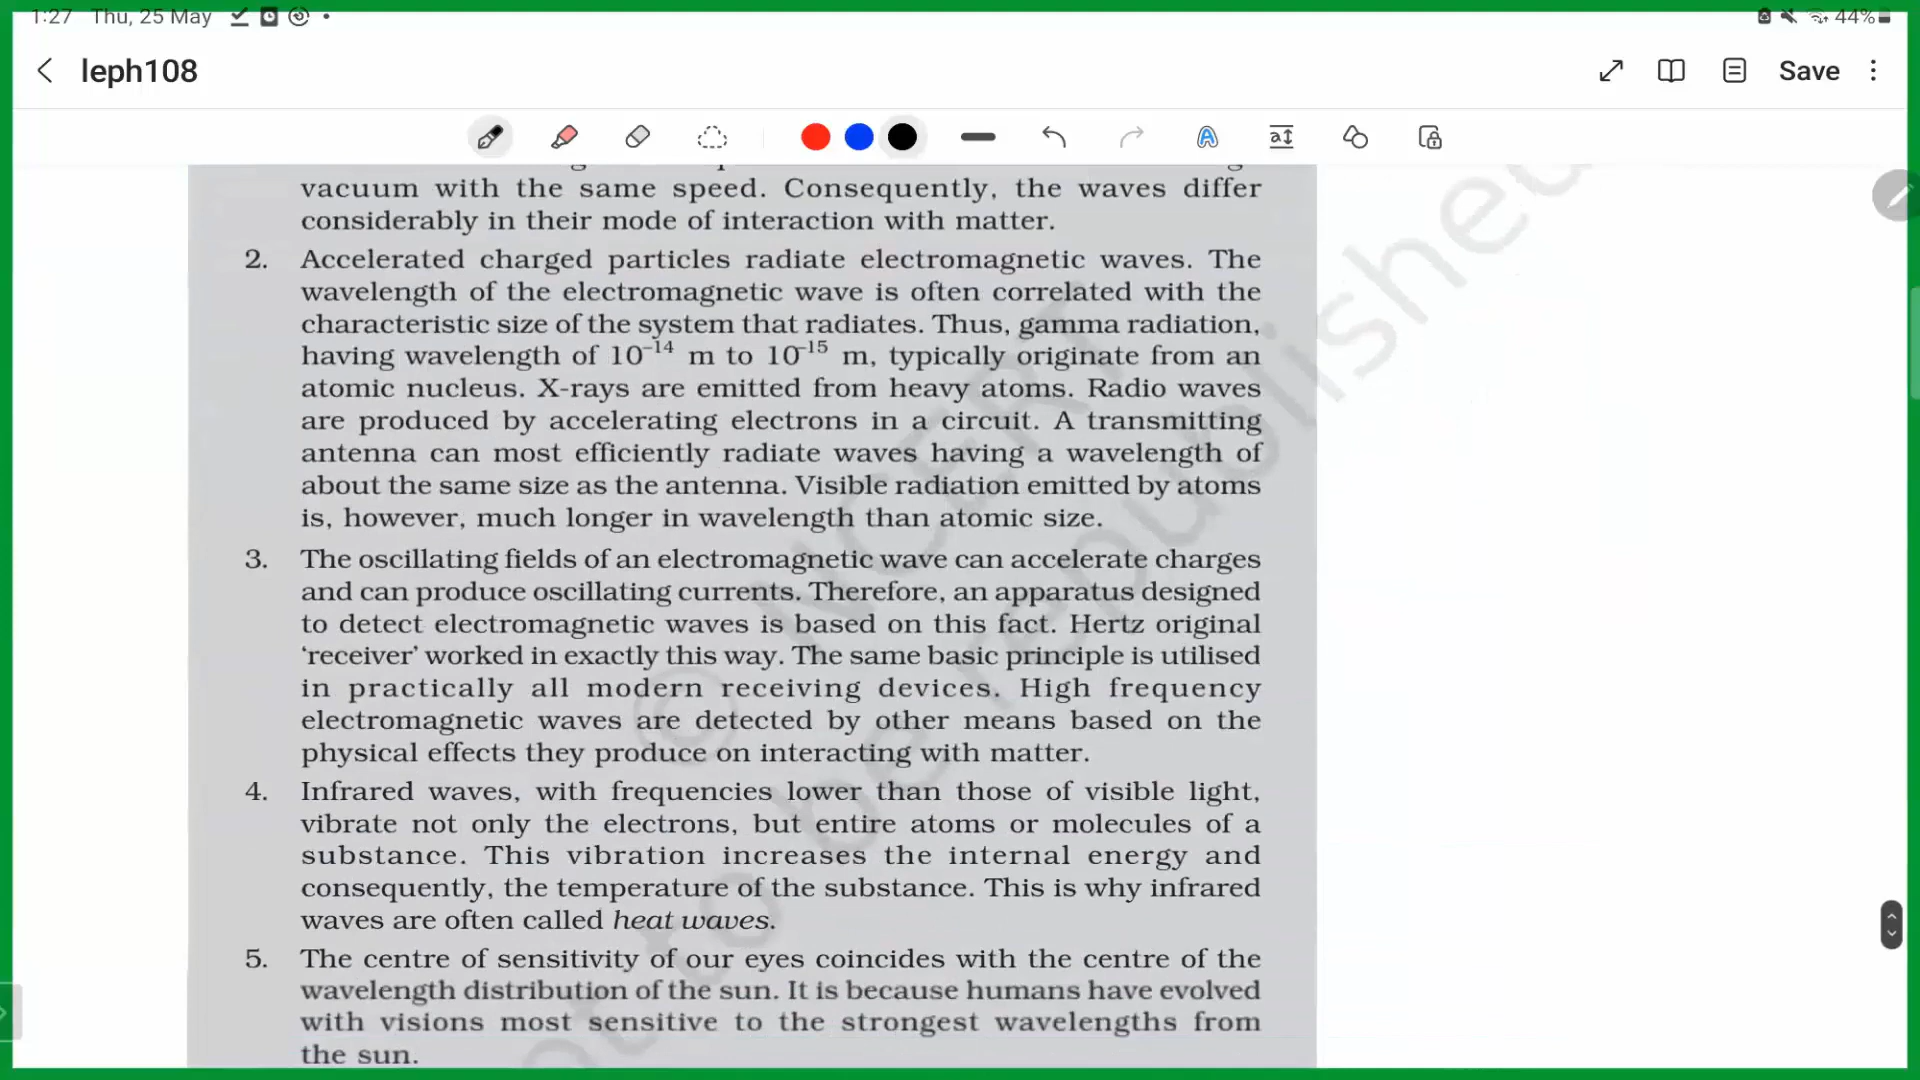 1:27 Thu, 25 May
44%
leph108
Save
vacuum with the same speed. Consequently, the waves differ
considerably in their mode of interaction with matter.
2. Accelerated charged particles radiate electromagnetic waves. The
wavelength of the electromagnetic wave is often correlated with the
characteristic size of the system that radiates. Thus, gamma radiation,
having wavelength of 10⁻¹⁴ m to 10⁻¹⁵ m, typically originate from an
atomic nucleus. X-rays are emitted from heavy atoms. Radio waves
are produced by accelerating electrons in a circuit. A transmitting
antenna can most efficiently radiate waves having a wavelength of
about the same size as the antenna. Visible radiation emitted by atoms
is, however, much longer in wavelength than atomic size.
3. The oscillating fields of an electromagnetic wave can accelerate charges
and can produce oscillating currents. Therefore, an apparatus designed
to detect electromagnetic waves is based on this fact. Hertz original
‘receiver’ worked in exactly this way. The same basic principle is utilised
in practically all modern receiving devices. High frequency
electromagnetic waves are detected by other means based on the
physical effects they produce on interacting with matter.
4. Infrared waves, with frequencies lower than those of visible light,
vibrate not only the electrons, but entire atoms or molecules of a
substance. This vibration increases the internal energy and
consequently, the temperature of the substance. This is why infrared
waves are often called heat waves.
5. The centre of sensitivity of our eyes coincides with the centre of the
wavelength distribution of the sun. It is because humans have evolved
with visions most sensitive to the strongest wavelengths from
the sun.
© NCERT
not to be republished